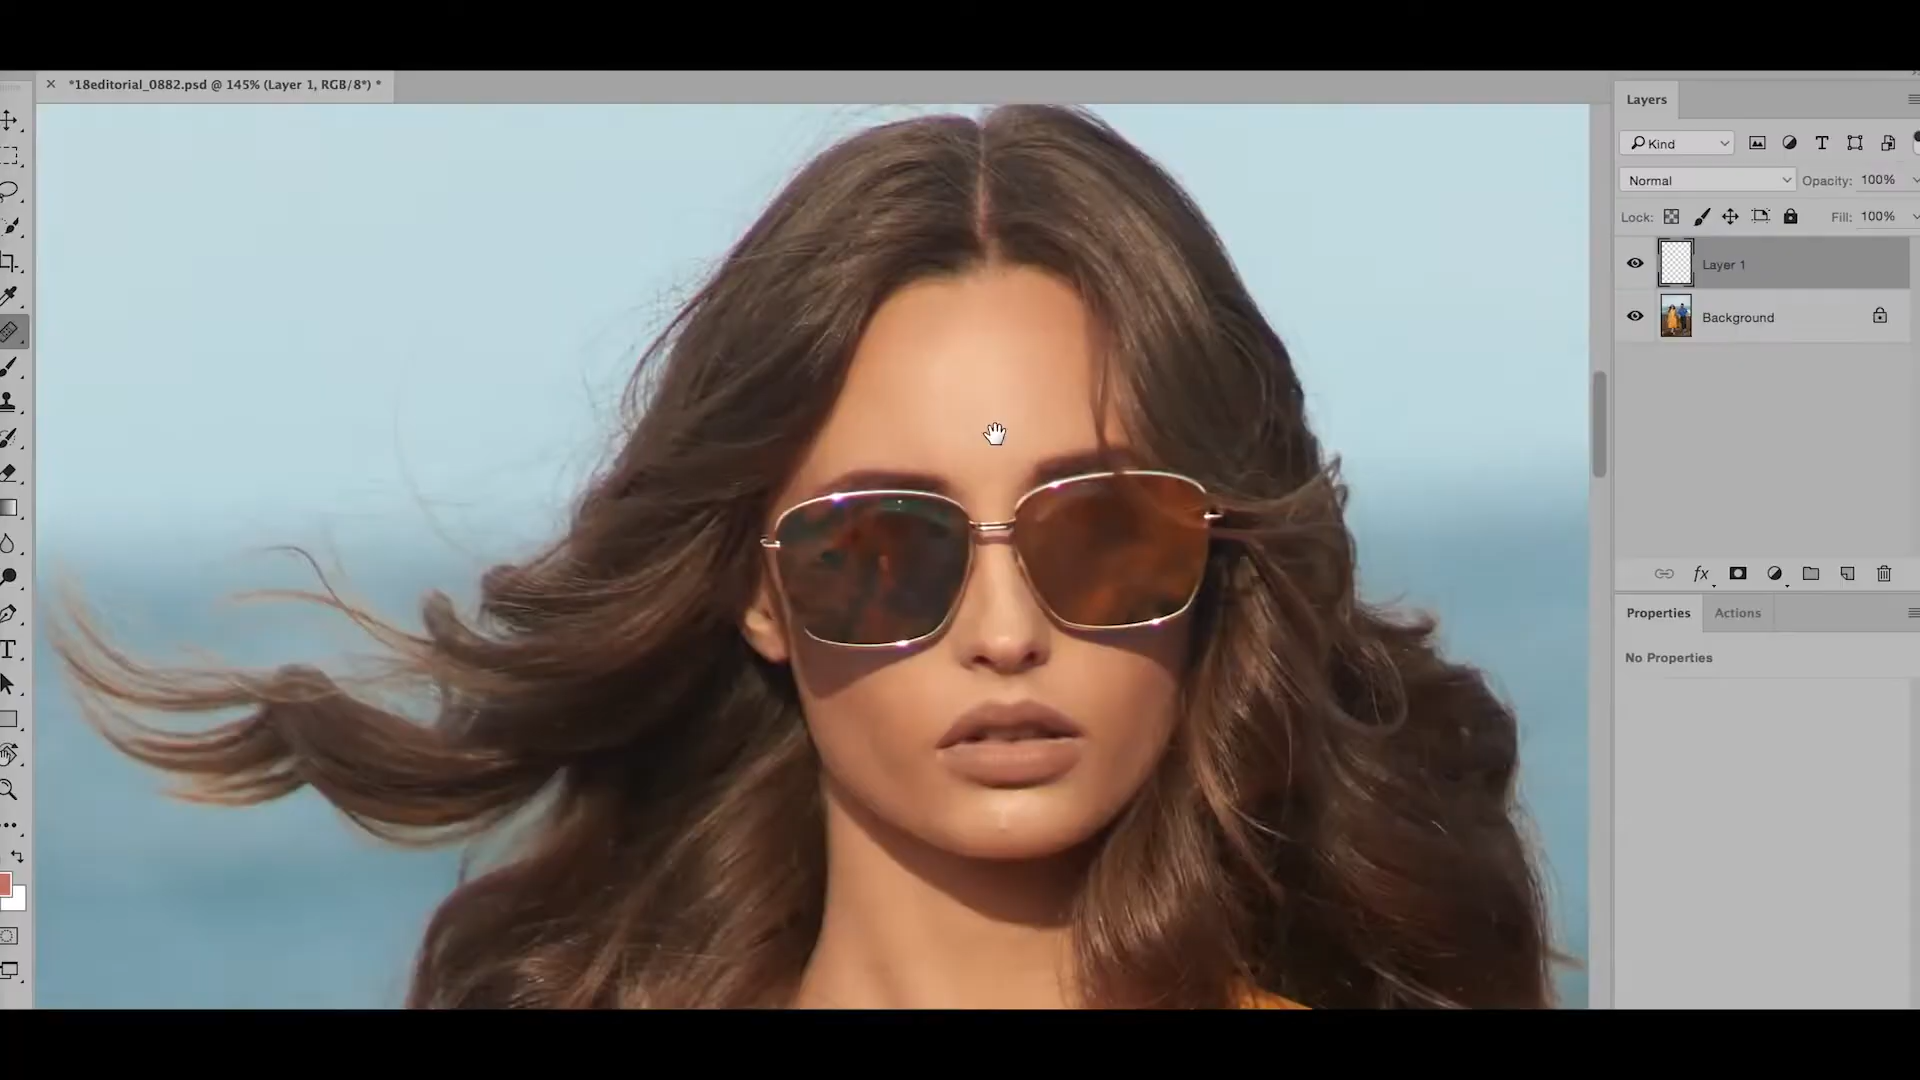 *18editorial_0882.psd @ 145% (Layer 1, RGB/8*) *
Layers
Kind
Normal
Opacity: 100%
Lock:
Fill: 100%
Layer 1
Background
fx
Properties
Actions
No Properties